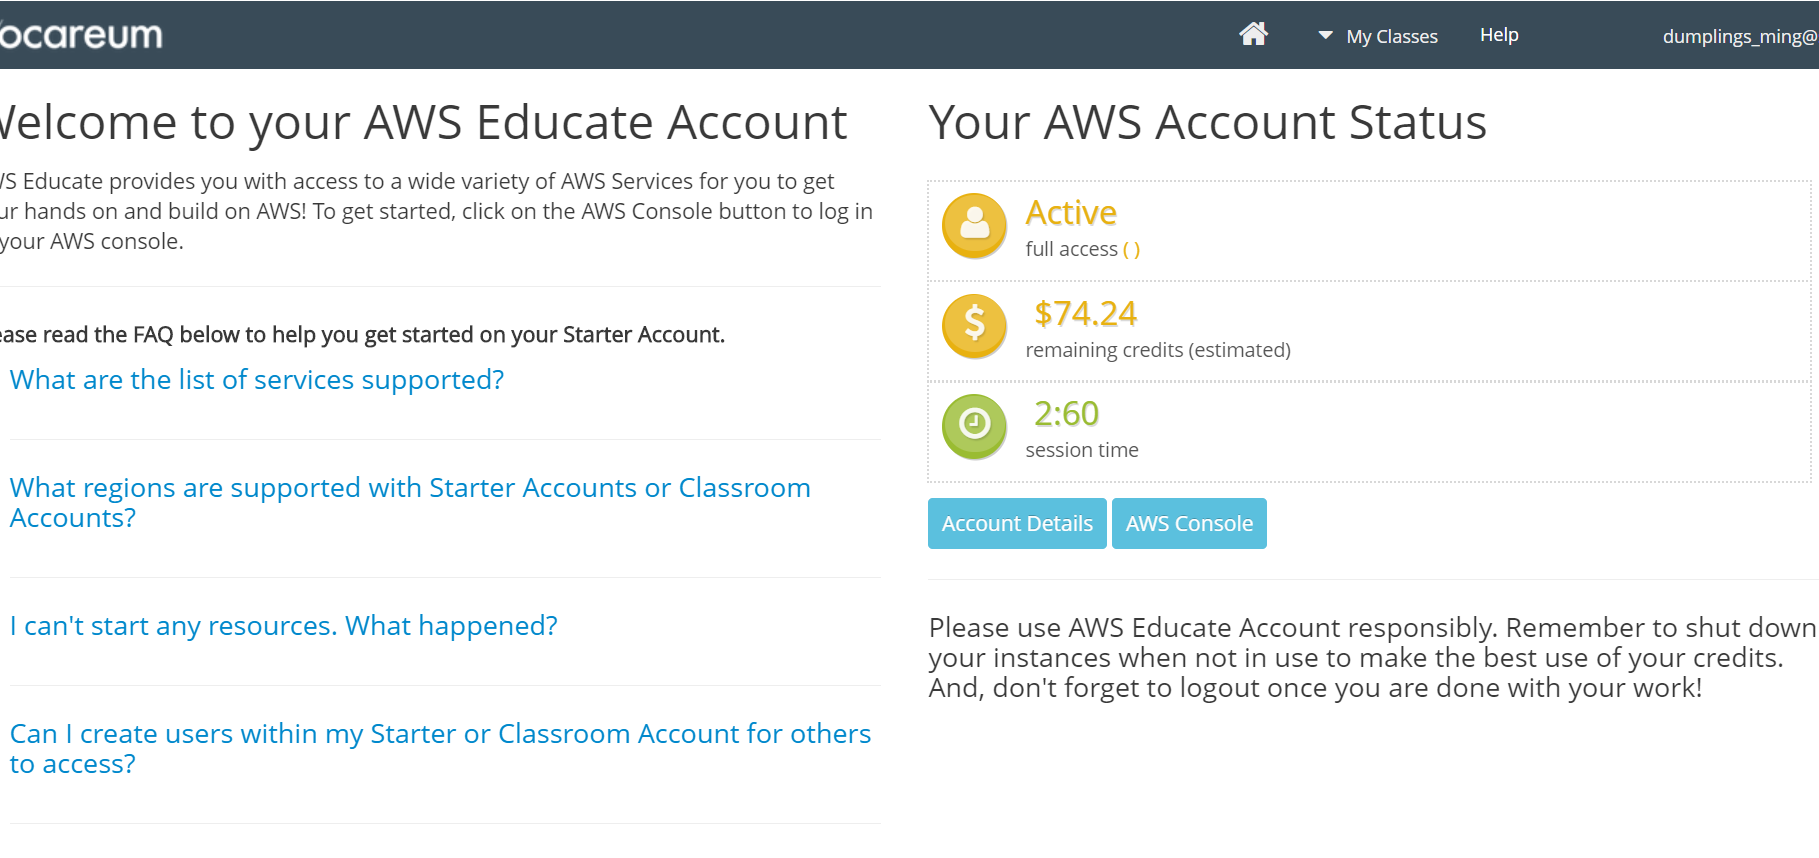 ocareum
My Classes
Help
dumplings_ming@
Welcome to your AWS Educate Account
WS Educate provides you with access to a wide variety of AWS Services for you to get
ur hands on and build on AWS! To get started, click on the AWS Console button to log in
your AWS console.
ease read the FAQ below to help you get started on your Starter Account.
What are the list of services supported?
What regions are supported with Starter Accounts or Classroom
Accounts?
I can't start any resources. What happened?
Can I create users within my Starter or Classroom Account for others
to access?
Your AWS Account Status
Active
full access ( )
$74.24
remaining credits (estimated)
2:60
session time
Account Details
AWS Console
Please use AWS Educate Account responsibly. Remember to shut down
your instances when not in use to make the best use of your credits.
And, don't forget to logout once you are done with your work!